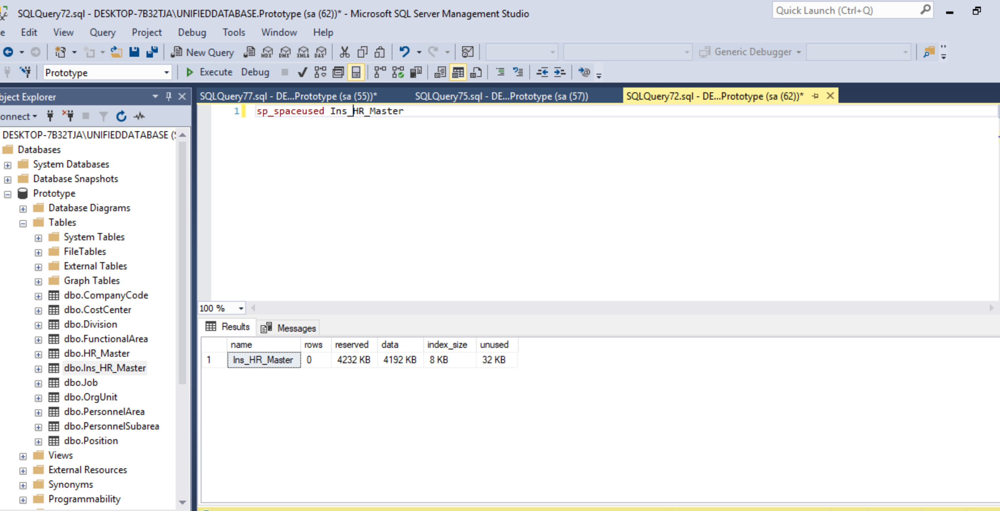 SQLQuery72.sql - DESKTOP-7B32TJA\UNIFIEDDATABASE.Prototype (sa (62))* - Microsoft SQL Server Management Studio
Quick Launch (Ctrl+Q)
e Edit View Query Project Debug Tools Window Help
New Query MDX DMX XMLA DAX Generic Debugger
Prototype Execute Debug
bject Explorer
onnect
DESKTOP-7B32TJA\UNIFIEDDATABASE (S
Databases
System Databases
Database Snapshots
Prototype
Database Diagrams
Tables
System Tables
FileTables
External Tables
Graph Tables
dbo.CompanyCode
dbo.CostCenter
dbo.Division
dbo.FunctionalArea
dbo.HR_Master
dbo.Ins_HR_Master
dbo.Job
dbo.OrgUnit
dbo.PersonnelArea
dbo.PersonnelSubarea
dbo.Position
Views
External Resources
Synonyms
Programmability
SQLQuery77.sql - DE...Prototype (sa (55))* SQLQuery75.sql - DE...Prototype (sa (57)) SQLQuery72.sql - DE...Prototype (sa (62))*
1 sp_spaceused Ins_HR_Master
100 %
Results Messages
name rows reserved data index_size unused
1 Ins_HR_Master 0 4232 KB 4192 KB 8 KB 32 KB